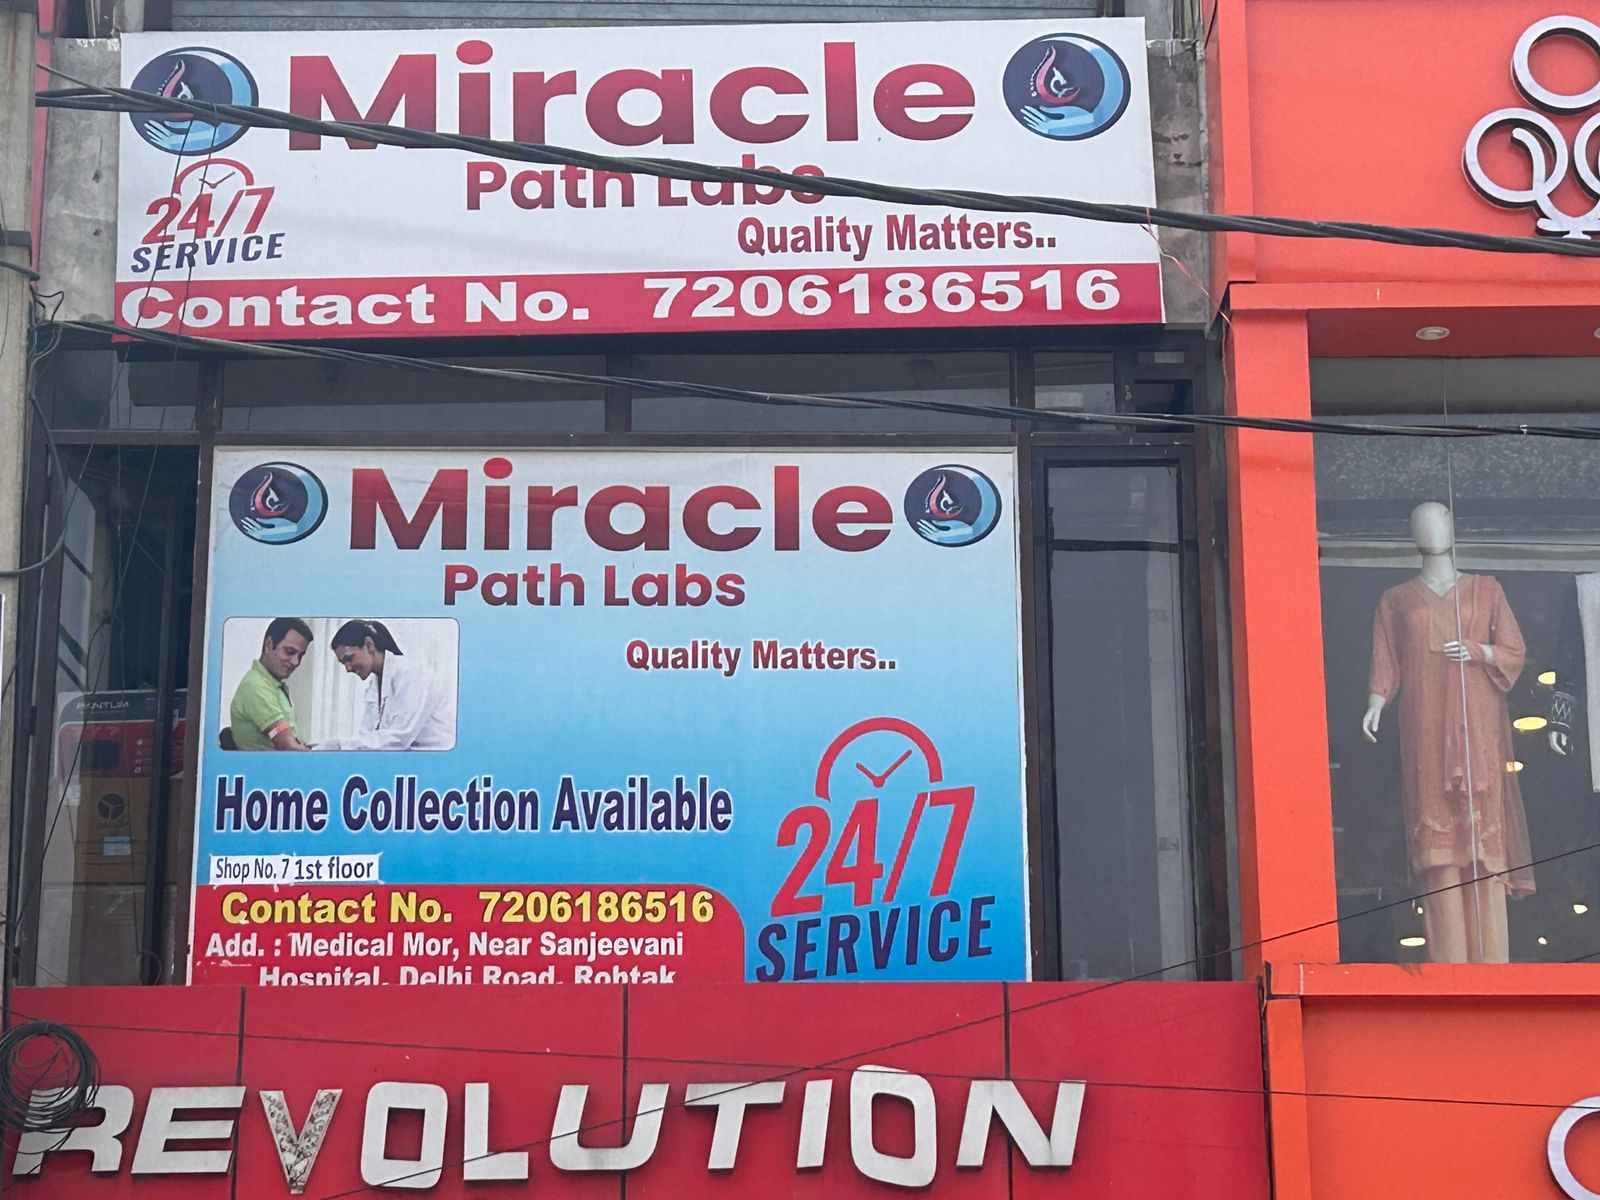 Miracle
Path Labs
24/7
SERVICE
Quality Matters..
Contact No. 7206186516
Miracle
Path Labs
Quality Matters..
Home Collection Available
24/7
SERVICE
Shop No. 7 1st floor
Contact No. 7206186516
Add. : Medical Mor, Near Sanjeevani
Hospital, Delhi Road, Rohtak
PANTUM
REVOLUTION